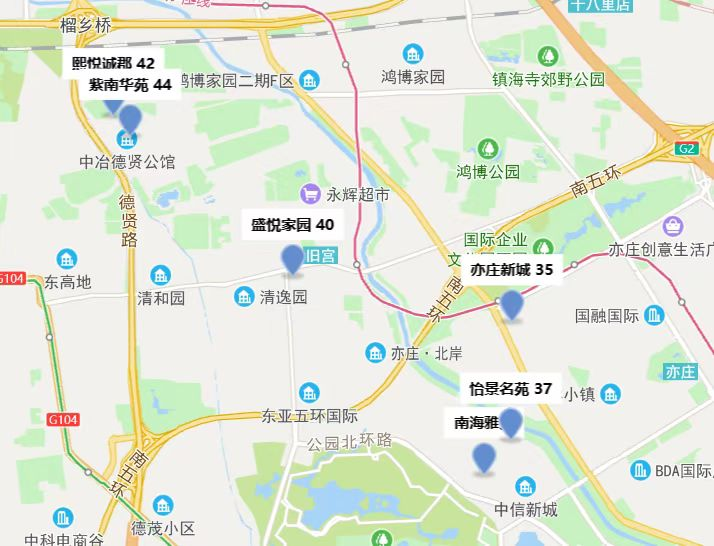 十八里店
榴乡桥
熙悦诚郡 42
紫南华苑 44
鸿博家园二期F区
鸿博家园
镇海寺郊野公园
G2
中冶德贤公馆
鸿博公园
南五环
德贤路
永辉超市
盛悦家园 40
国际企业
亦庄创意生活广
旧宫
亦庄新城 35
G104
东高地
清和园
清逸园
南五环
国融国际
亦庄·北岸
亦庄
怡景名苑 37
小镇
东亚五环国际
G104
南海雅
公园北环路
南五环
BDA国际
中信新城
德茂小区
中科电商谷